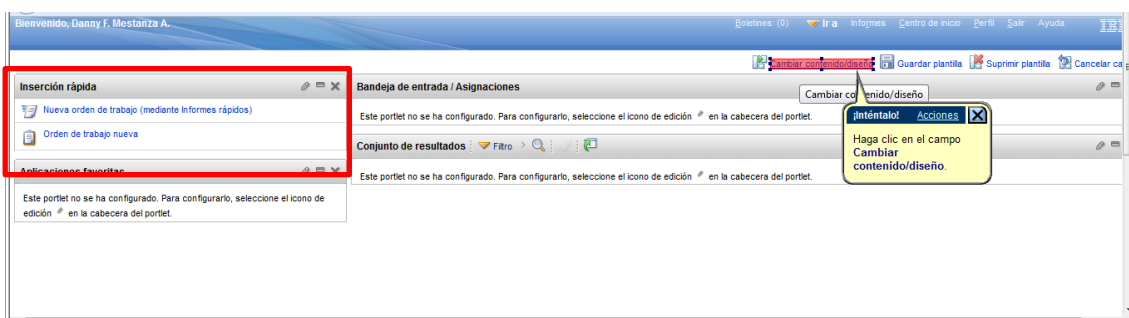 Bienvenido, Danny F. Mestanza A.
Boletines: (0) Ir a Informes Centro de inicio Perfil Salir Ayuda IBM
Cambiar contenido/diseño Guardar plantilla Suprimir plantilla Cancelar ca
Inserción rápida
Nueva orden de trabajo (mediante Informes rápidos)
Orden de trabajo nueva
Aplicaciones favoritas
Este portlet no se ha configurado. Para configurarlo, seleccione el icono de
edición en la cabecera del portlet.
Bandeja de entrada / Asignaciones
Este portlet no se ha configurado. Para configurarlo, seleccione el icono de edición en la cabecera del portlet.
Conjunto de resultados Filtro
Este portlet no se ha configurado. Para configurarlo, seleccione el icono de edición en la cabecera del portlet.
Cambiar contenido/diseño
¡Inténtalo! Acciones
Haga clic en el campo
Cambiar
contenido/diseño.